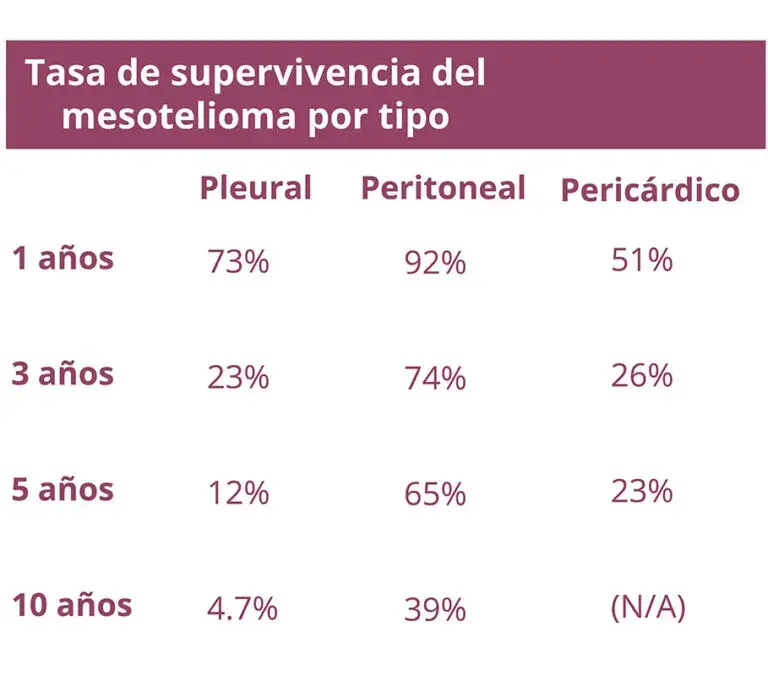 Tasa de supervivencia del
mesotelioma por tipo
Pleural Peritoneal Pericárdico
1 años 73% 92% 51%
3 años 23% 74% 26%
5 años 12% 65% 23%
10 años 4.7% 39% (N/A)